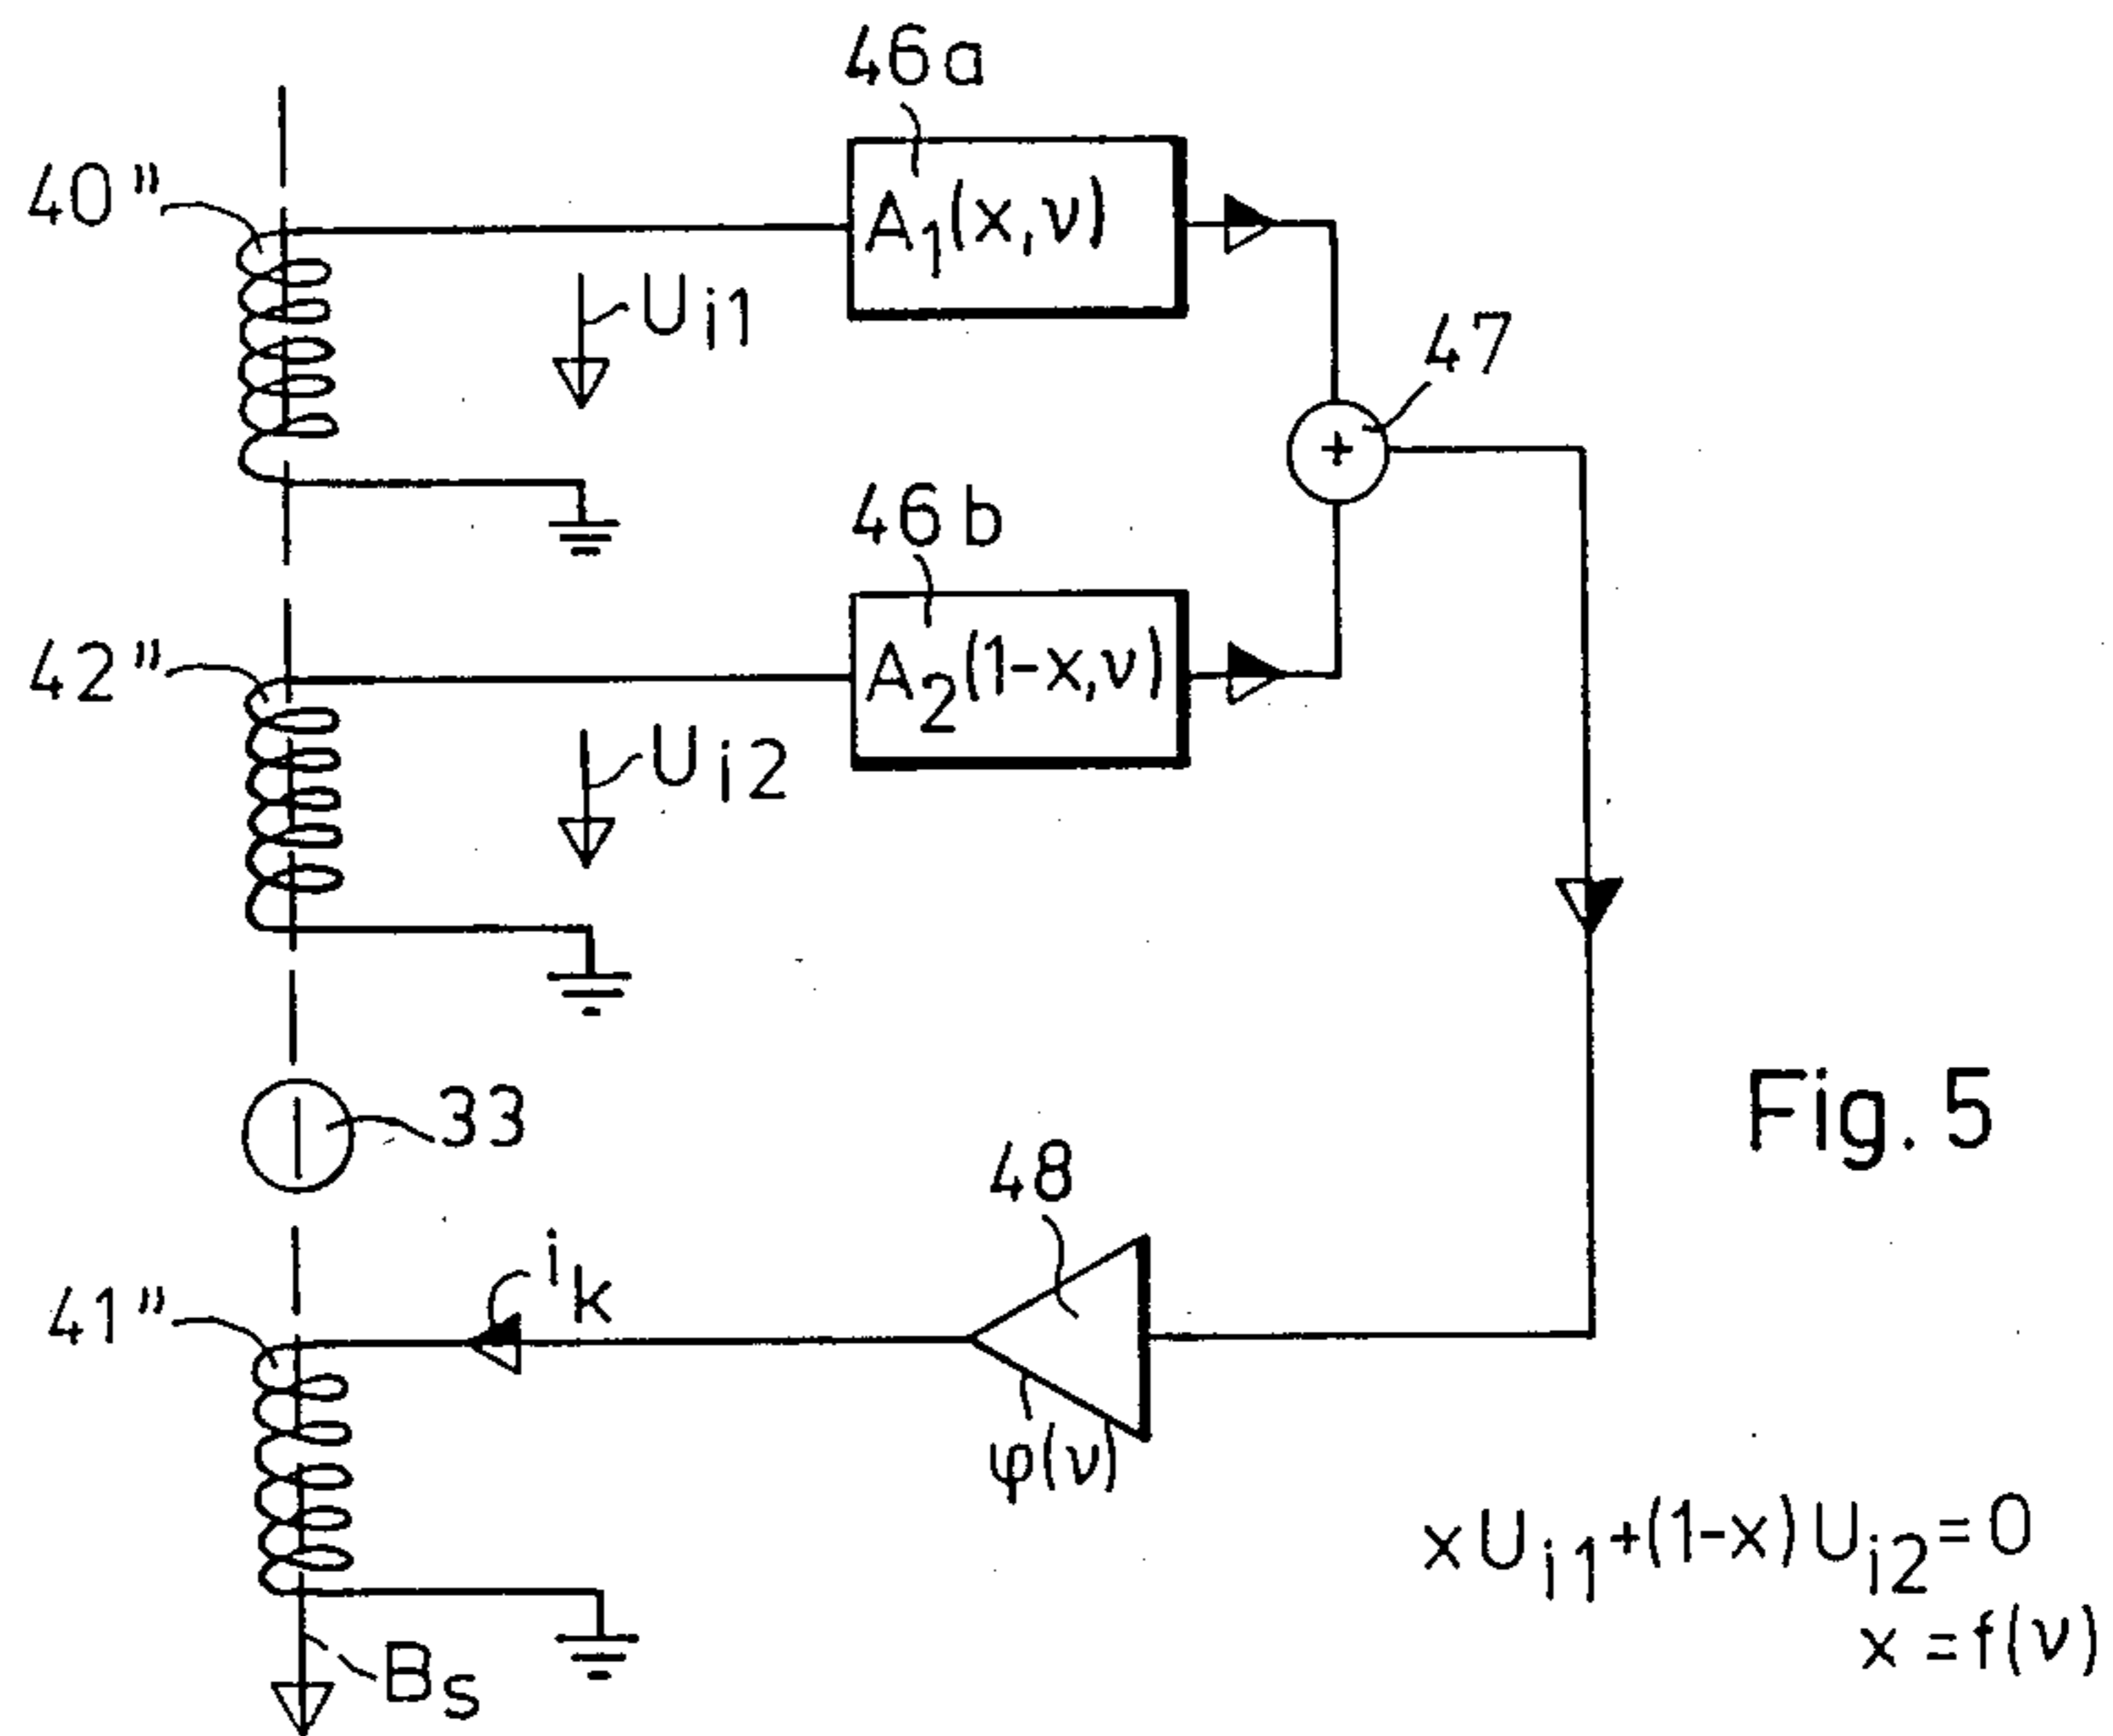 46a
40"
A₁(x,ν)
Uᵢ₁
47
+
46b
42"
A₂(1-x,ν)
Uᵢ₂
33
Fig. 5
48
iₖ
41"
φ(ν)
xUᵢ₁+(1-x)Uᵢ₂=0
x=f(ν)
Bₛ